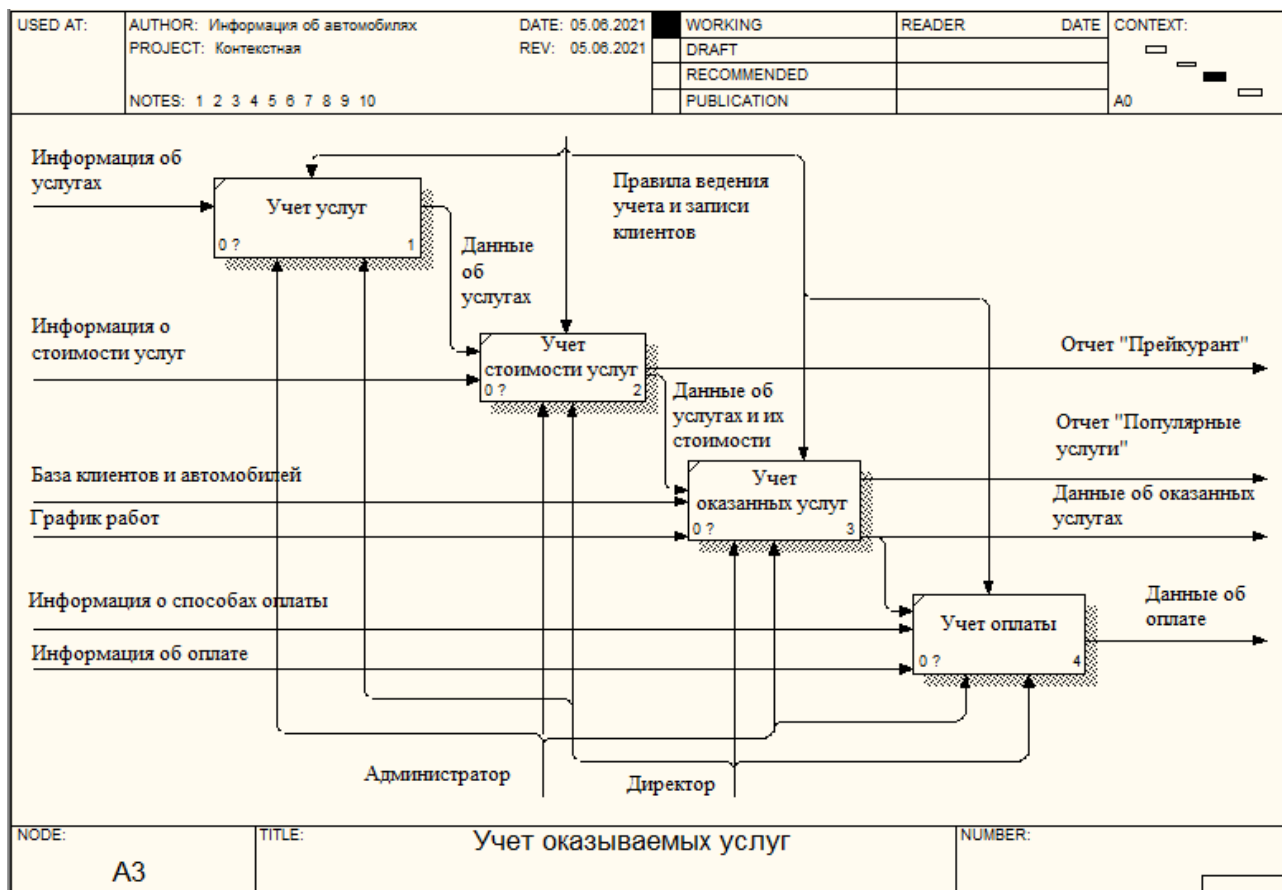 USED AT:
AUTHOR: Информация об автомобилях
DATE: 05.06.2021
PROJECT: Контекстная
REV: 05.06.2021
NOTES: 1 2 3 4 5 6 7 8 9 10
WORKING
DRAFT
RECOMMENDED
PUBLICATION
READER
DATE
CONTEXT:
A0
Информация об
услугах
Учет услуг
0 ?
1
Правила ведения
учета и записи
клиентов
Данные
об
услугах
Информация о
стоимости услуг
Учет
стоимости услуг
0 ?
2
Отчет "Прейкурант"
Данные об
услугах и их
стоимости
Отчет "Популярные
услуги"
База клиентов и автомобилей
Учет
оказанных услуг
0 ?
3
Данные об оказанных
услугах
График работ
Информация о способах оплаты
Учет оплаты
0 ?
4
Данные об
оплате
Информация об оплате
Администратор
Директор
NODE:
A3
TITLE:
Учет оказываемых услуг
NUMBER: